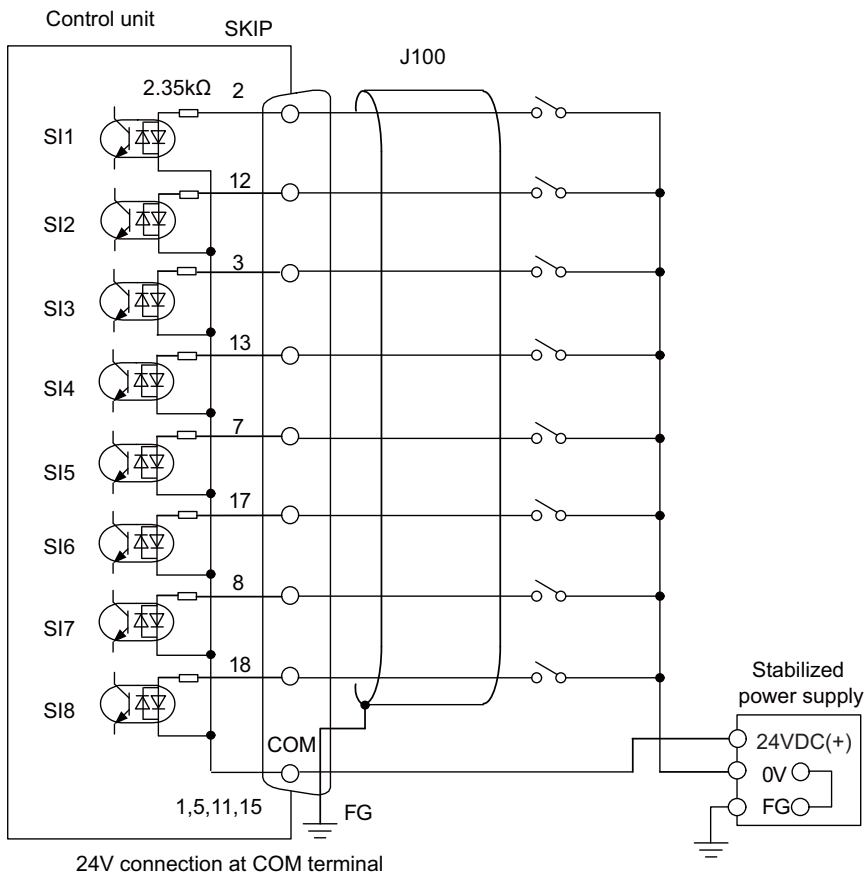 Control unit
SKIP
J100
2.35kΩ
2
SI1
12
SI2
3
SI3
13
SI4
7
SI5
17
SI6
8
SI7
18
SI8
COM
1,5,11,15
FG
Stabilized
power supply
24VDC(+)
0V
FG
24V connection at COM terminal